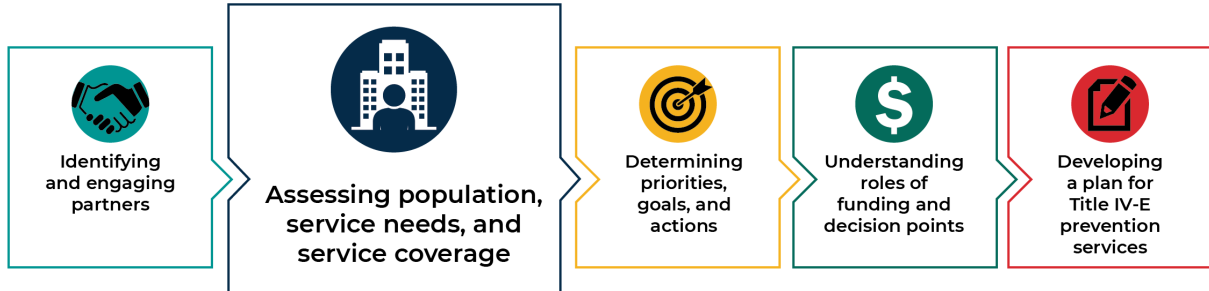 Identifying
and engaging
partners
Assessing population,
service needs, and
service coverage
Determining
priorities,
goals, and
actions
$
Understanding
roles of
funding and
decision points
Developing
a plan for
Title IV-E
prevention
services